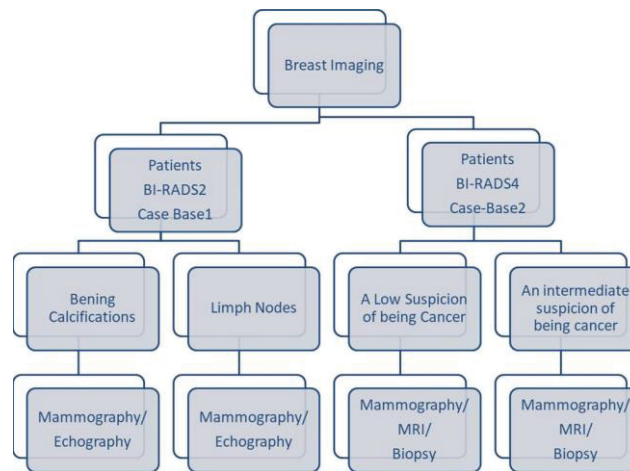 Breast Imaging
Patients
BI-RADS2
Case Base1
Patients
BI-RADS4
Case-Base2
Bening
Calcifications
Limph Nodes
A Low Suspicion
of being Cancer
An intermediate
suspicion of
being cancer
Mammography/
Echography
Mammography/
Echography
Mammography/
MRI/
Biopsy
Mammography/
MRI/
Biopsy